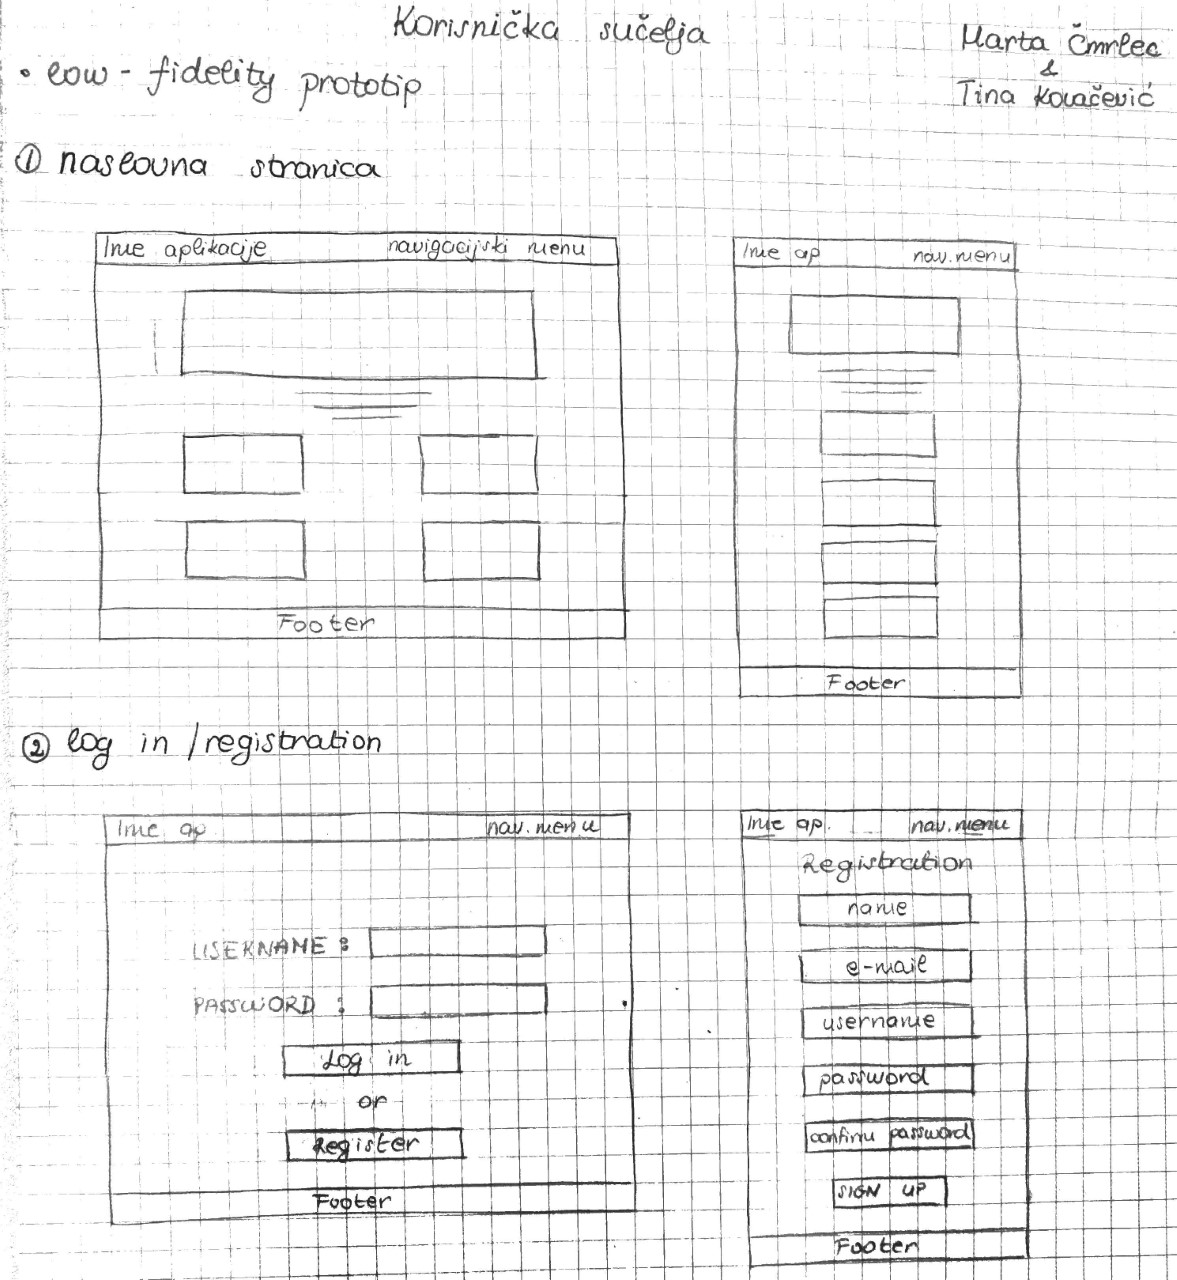 Korisnička sučelja
Marta Čmrlec
&
Tina Kovačević
• low - fidelity prototip
① naslovna stranica
Ime aplikacije navigacijski menu
Footer
Ime ap nav.menu
Footer
② log in / registration
Ime ap nav.menu
USERNAME :
PASSWORD :
Log in
or
Register
Footer
Ime ap. nav.menu
Registration
name
e-mail
username
password
confirm password
SIGN UP
Footer